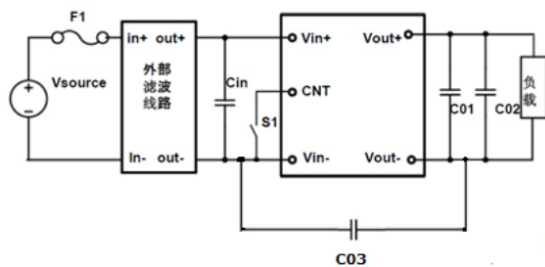 F1
in+ out+
Vin+
Vout+
Vsource
外部
滤波
线路
Cin
CNT
S1
C01
C02
负载
In- out-
Vin-
Vout-
C03